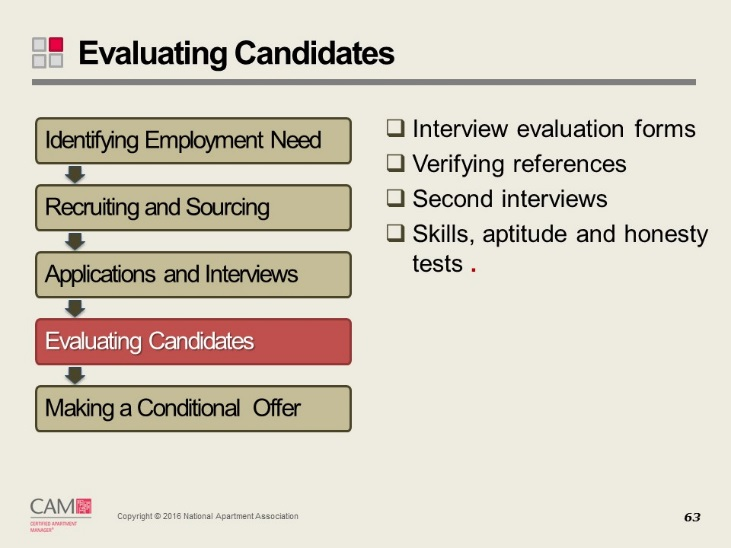 Evaluating Candidates
Identifying Employment Need
Recruiting and Sourcing
Applications and Interviews
Evaluating Candidates
Making a Conditional Offer
Interview evaluation forms
Verifying references
Second interviews
Skills, aptitude and honesty
tests .
CAM
CERTIFIED APARTMENT
MANAGER®
Copyright © 2016 National Apartment Association
63